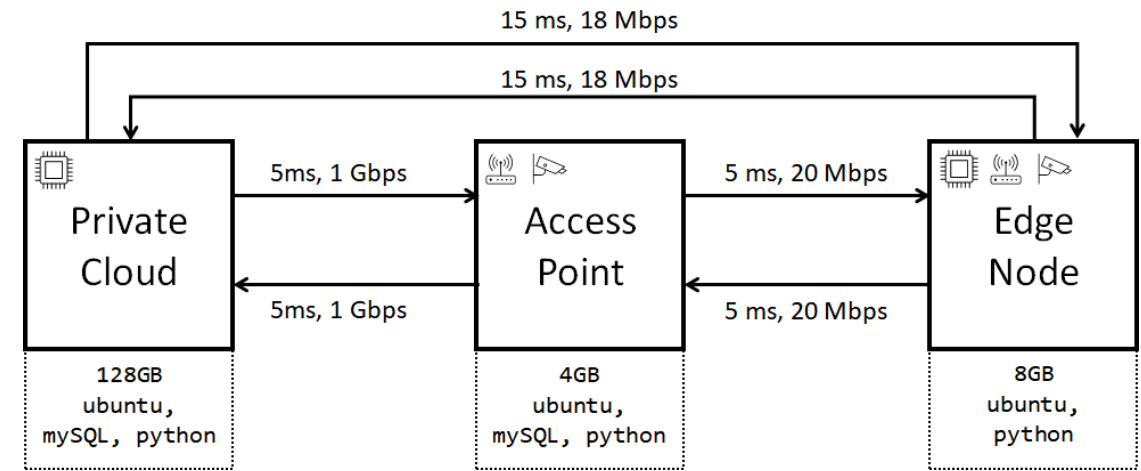 15 ms, 18 Mbps
15 ms, 18 Mbps
5ms, 1 Gbps
5 ms, 20 Mbps
Private
Cloud
Access
Point
Edge
Node
5ms, 1 Gbps
5 ms, 20 Mbps
128GB
ubuntu,
mySQL, python
4GB
ubuntu,
mySQL, python
8GB
ubuntu,
python